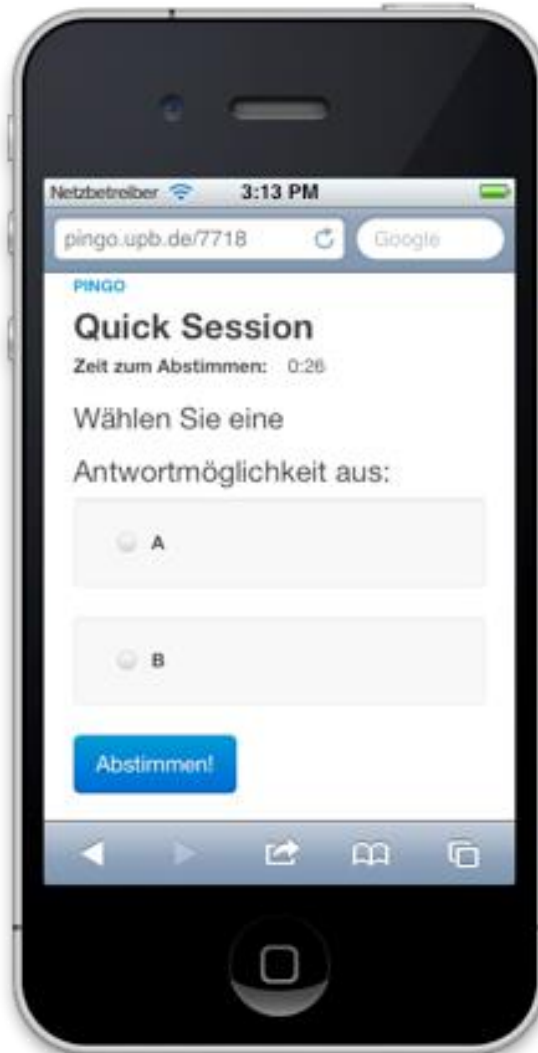 Netzbetreiber 3:13 PM
pingo.upb.de/7718 Google
PINGO
Quick Session
Zeit zum Abstimmen: 0:26
Wählen Sie eine
Antwortmöglichkeit aus:
A
B
Abstimmen!